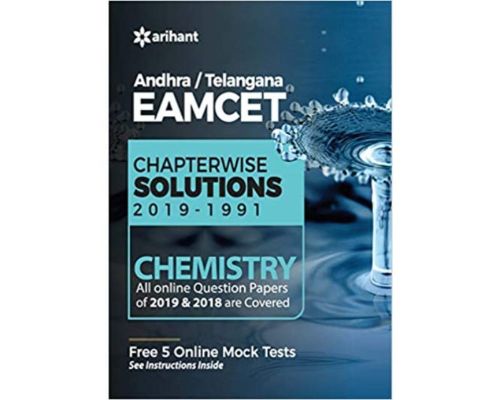 arihant
Andhra / Telangana
EAMCET
CHAPTERWISE
SOLUTIONS
2019-1991
CHEMISTRY
All online Question Papers
of 2019 & 2018 are Covered
Free 5 Online Mock Tests
See Instructions Inside